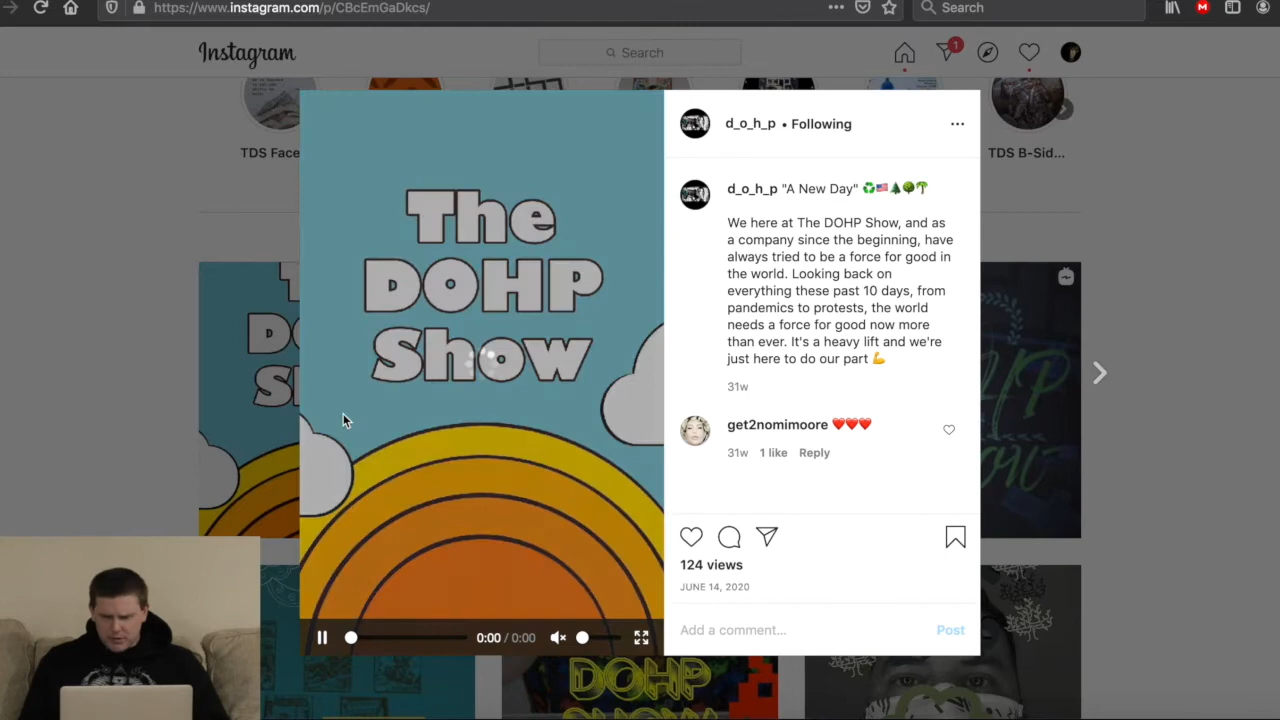 https://www.instagram.com/p/CBcEmGaDkcs/
Search
Instagram
Search
1
TDS Face
TDS B-Sid...
The
DOHP
Show
d_o_h_p • Following
d_o_h_p "A New Day" ♻️🇺🇸🌲🌳🌴
We here at The DOHP Show, and as
a company since the beginning, have
always tried to be a force for good in
the world. Looking back on
everything these past 10 days, from
pandemics to protests, the world
needs a force for good now more
than ever. It's a heavy lift and we're
just here to do our part 💪
31w
get2nomimoore ❤️❤️❤️
31w 1 like Reply
124 views
JUNE 14, 2020
0:00 / 0:00
Add a comment...
Post
DOHP